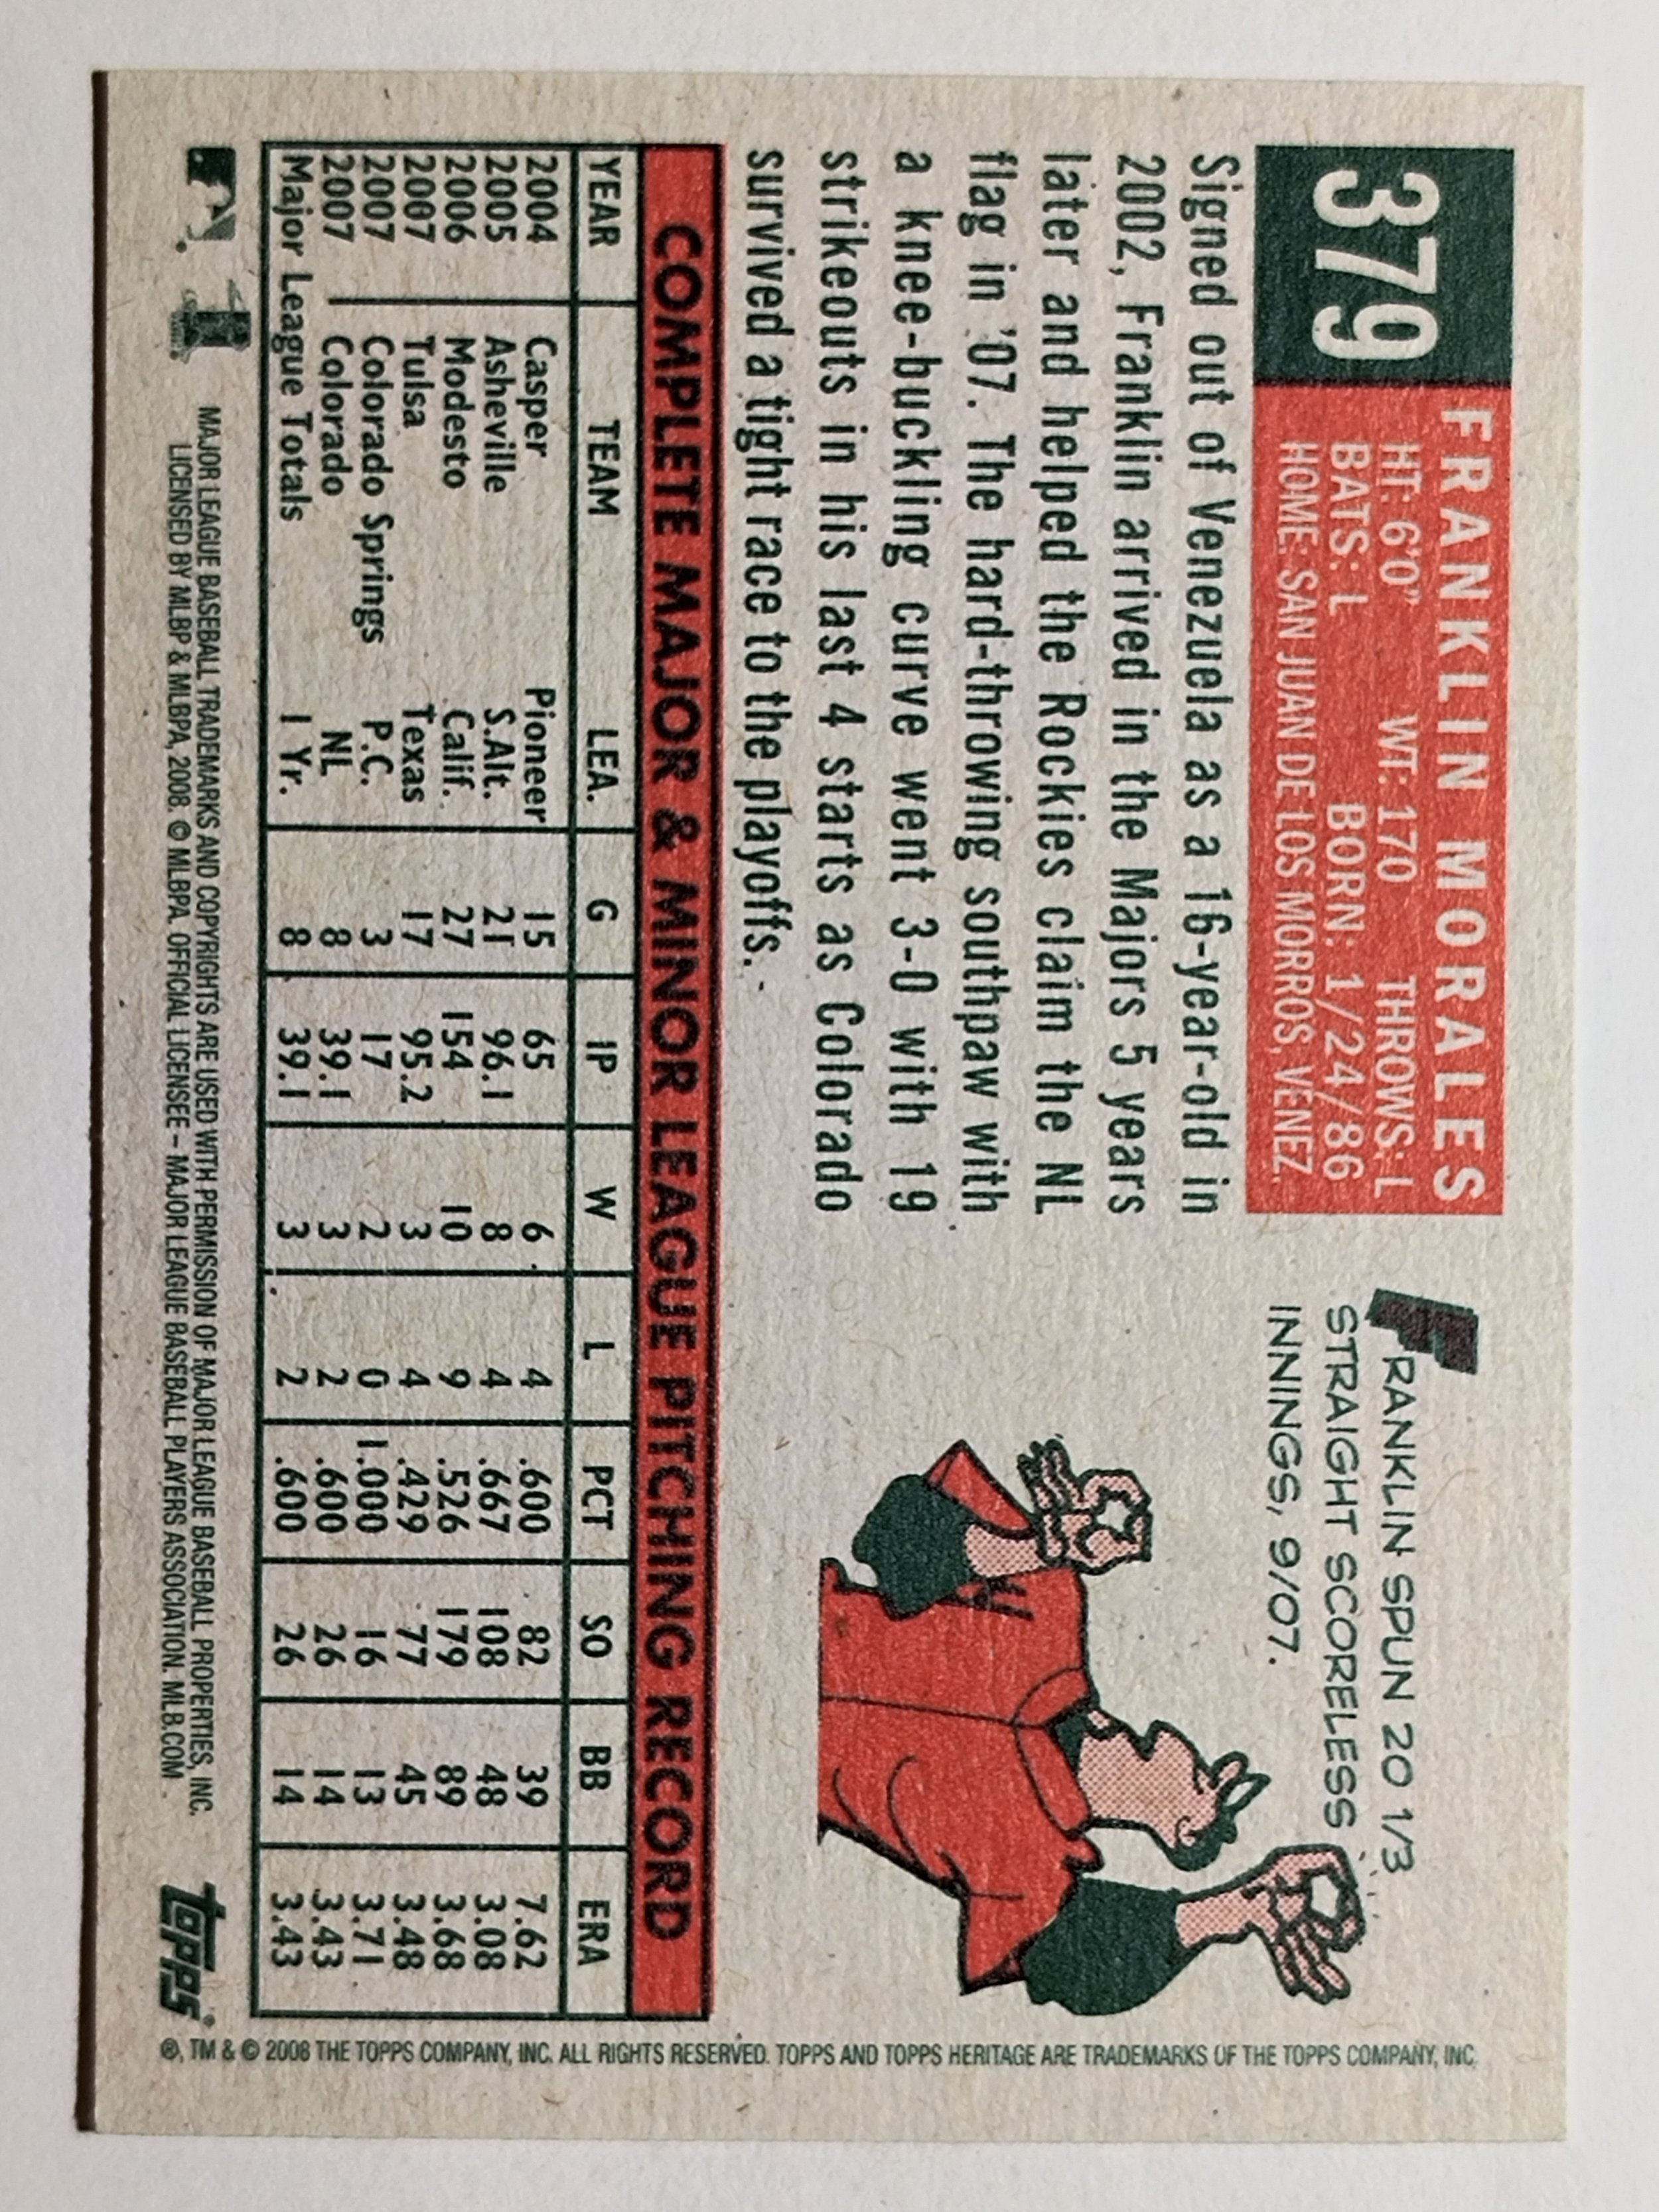 379
FRANKLIN MORALES
HT: 6'0" WT: 170 THROWS: L
BATS: L BORN: 1/24/86
HOME: SAN JUAN DE LOS MORROS, VENEZ.
Signed out of Venezuela as a 16-year-old in
2002, Franklin arrived in the Majors 5 years
later and helped the Rockies claim the NL
flag in '07. The hard-throwing southpaw with
a knee-buckling curve went 3-0 with 19
strikeouts in his last 4 starts as Colorado
survived a tight race to the playoffs.
FRANKLIN SPUN 20 1/3
STRAIGHT SCORELESS
INNINGS, 9/07.
COMPLETE MAJOR & MINOR LEAGUE PITCHING RECORD
YEAR TEAM LEA. G IP W L PCT SO BB ERA
2004 Casper Pioneer 15 65 6 4 .600 82 39 7.62
2005 Asheville S.Alt. 21 96.1 8 4 .667 108 48 3.08
2006 Modesto Calif. 27 154 10 9 .526 179 89 3.68
2007 Tulsa Texas 17 95.2 3 4 .429 77 45 3.48
2007 Colorado Springs P.C. 3 17 2 0 1.000 16 13 3.71
2007 Colorado NL 8 39.1 3 2 .600 26 14 3.43
Major League Totals 1 Yr. 8 39.1 3 2 .600 26 14 3.43
MAJOR LEAGUE BASEBALL TRADEMARKS AND COPYRIGHTS ARE USED WITH PERMISSION OF MAJOR LEAGUE BASEBALL PROPERTIES, INC.
LICENSED BY MLBP & MLBPA, 2008. © MLBPA. OFFICIAL LICENSEE – MAJOR LEAGUE BASEBALL PLAYERS ASSOCIATION. MLB.COM
topps®
®, TM & © 2008 THE TOPPS COMPANY, INC. ALL RIGHTS RESERVED. TOPPS AND TOPPS HERITAGE ARE TRADEMARKS OF THE TOPPS COMPANY, INC.